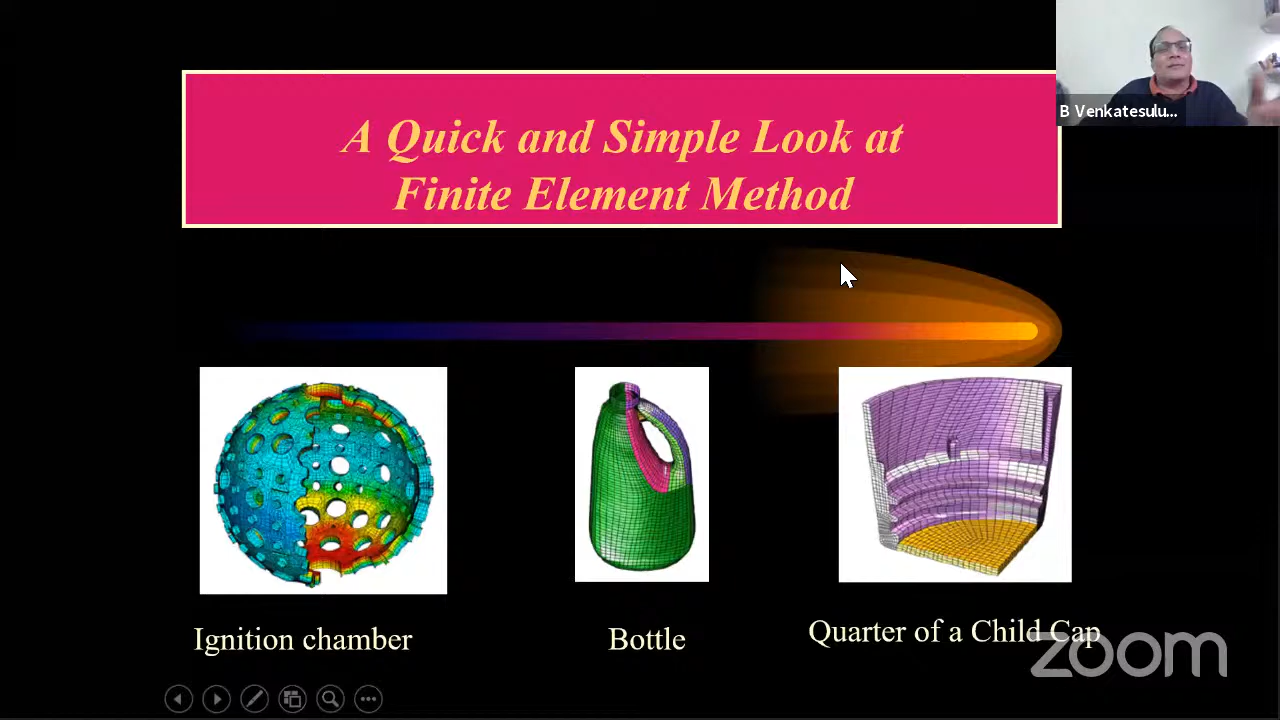 B Venkatesulu...
A Quick and Simple Look at
Finite Element Method
Ignition chamber
Bottle
Quarter of a Child Cap
zoom